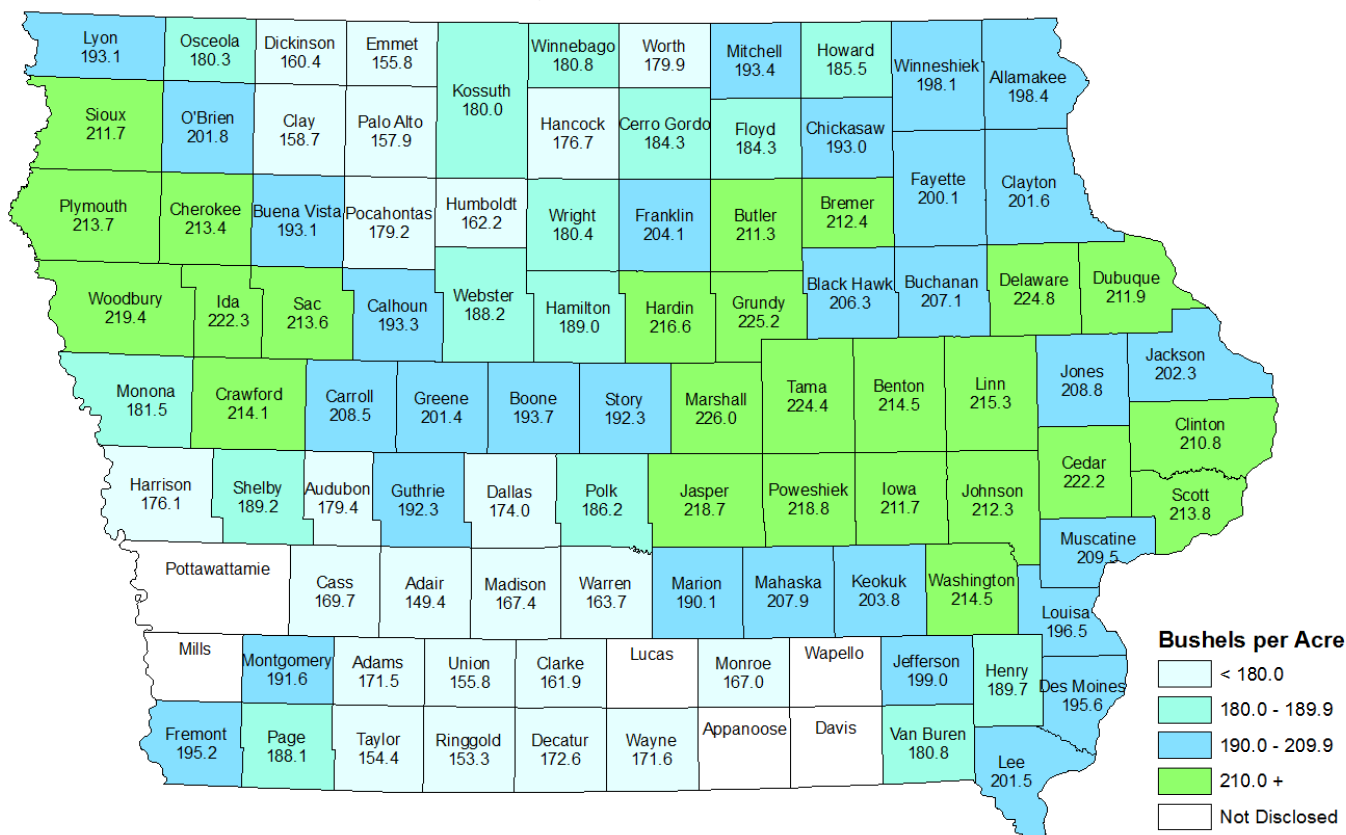 Lyon
193.1
Osceola
180.3
Dickinson
160.4
Emmet
155.8
Kossuth
180.0
Winnebago
180.8
Worth
179.9
Mitchell
193.4
Howard
185.5
Winneshiek
198.1
Allamakee
198.4
Sioux
211.7
O'Brien
201.8
Clay
158.7
Palo Alto
157.9
Hancock
176.7
Cerro Gordo
184.3
Floyd
184.3
Chickasaw
193.0
Fayette
200.1
Clayton
201.6
Plymouth
213.7
Cherokee
213.4
Buena Vista
193.1
Pocahontas
179.2
Humboldt
162.2
Wright
180.4
Franklin
204.1
Butler
211.3
Bremer
212.4
Woodbury
219.4
Ida
222.3
Sac
213.6
Calhoun
193.3
Webster
188.2
Hamilton
189.0
Hardin
216.6
Grundy
225.2
Black Hawk
206.3
Buchanan
207.1
Delaware
224.8
Dubuque
211.9
Monona
181.5
Crawford
214.1
Carroll
208.5
Greene
201.4
Boone
193.7
Story
192.3
Marshall
226.0
Tama
224.4
Benton
214.5
Linn
215.3
Jones
208.8
Jackson
202.3
Clinton
210.8
Harrison
176.1
Shelby
189.2
Audubon
179.4
Guthrie
192.3
Dallas
174.0
Polk
186.2
Jasper
218.7
Poweshiek
218.8
Iowa
211.7
Johnson
212.3
Cedar
222.2
Scott
213.8
Muscatine
209.5
Pottawattamie
Cass
169.7
Adair
149.4
Madison
167.4
Warren
163.7
Marion
190.1
Mahaska
207.9
Keokuk
203.8
Washington
214.5
Louisa
196.5
Mills
Montgomery
191.6
Adams
171.5
Union
155.8
Clarke
161.9
Lucas
Monroe
167.0
Wapello
Jefferson
199.0
Henry
189.7
Des Moines
195.6
Fremont
195.2
Page
188.1
Taylor
154.4
Ringgold
153.3
Decatur
172.6
Wayne
171.6
Appanoose
Davis
Van Buren
180.8
Lee
201.5
Bushels per Acre
< 180.0
180.0 - 189.9
190.0 - 209.9
210.0 +
Not Disclosed